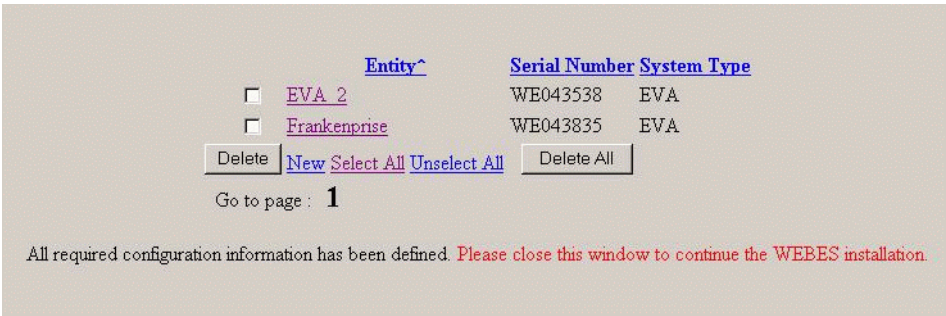 Entity^ Serial Number System Type
EVA 2 WE043538 EVA
Frankenprise WE043835 EVA
Delete New Select All Unselect All Delete All
Go to page : 1
All required configuration information has been defined. Please close this window to continue the WEBES installation.